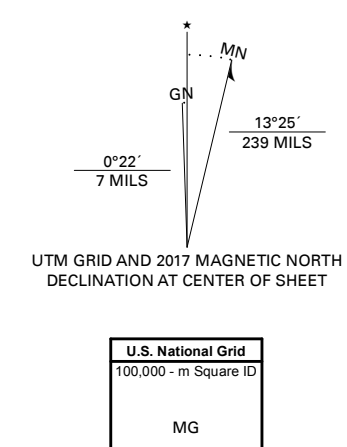 ★
MN
GN
13°25´
239 MILS
0°22´
7 MILS
UTM GRID AND 2017 MAGNETIC NORTH
DECLINATION AT CENTER OF SHEET
U.S. National Grid
100,000 - m Square ID
MG